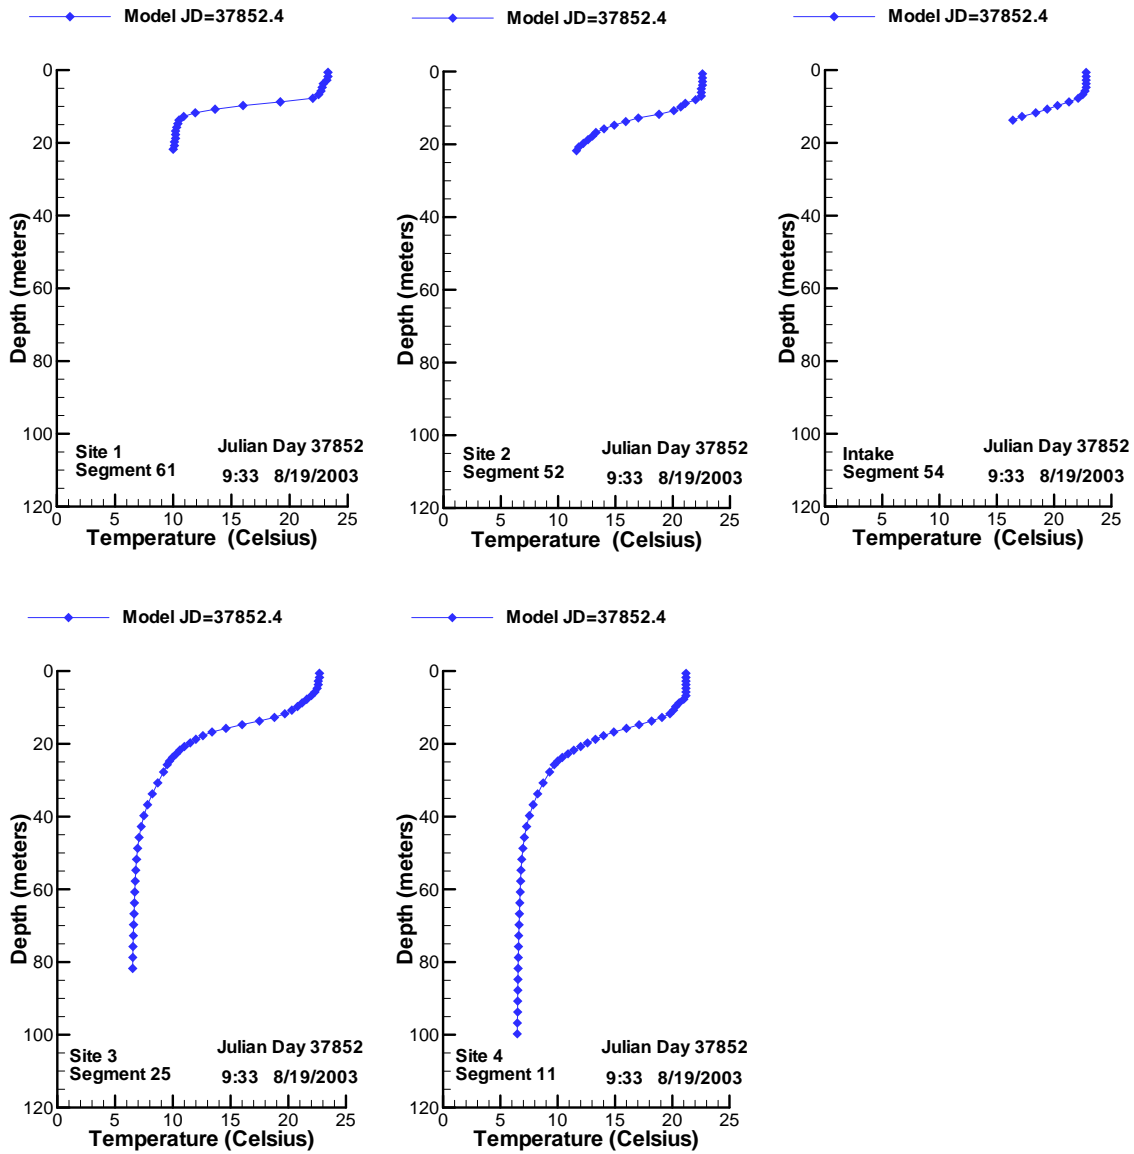 Model JD=37852.4
0
20
40
60
80
100
120
Depth (meters)
Site 1
Segment 61
Julian Day 37852
9:33 8/19/2003
0 5 10 15 20 25
Temperature (Celsius)
Model JD=37852.4
0
20
40
60
80
100
120
Depth (meters)
Site 2
Segment 52
Julian Day 37852
9:33 8/19/2003
0 5 10 15 20 25
Temperature (Celsius)
Model JD=37852.4
0
20
40
60
80
100
120
Depth (meters)
Intake
Segment 54
Julian Day 37852
9:33 8/19/2003
0 5 10 15 20 25
Temperature (Celsius)
Model JD=37852.4
0
20
40
60
80
100
120
Depth (meters)
Site 3
Segment 25
Julian Day 37852
9:33 8/19/2003
0 5 10 15 20 25
Temperature (Celsius)
Model JD=37852.4
0
20
40
60
80
100
120
Depth (meters)
Site 4
Segment 11
Julian Day 37852
9:33 8/19/2003
0 5 10 15 20 25
Temperature (Celsius)